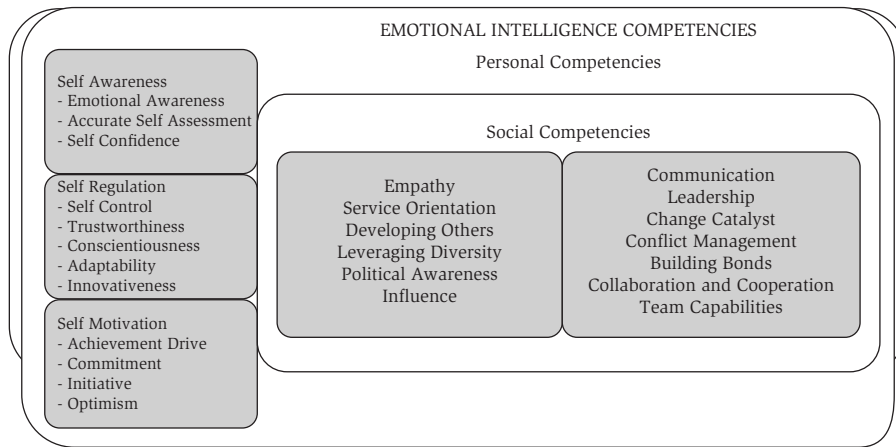 EMOTIONAL INTELLIGENCE COMPETENCIES
Personal Competencies
Self Awareness
- Emotional Awareness
- Accurate Self Assessment
- Self Confidence
Self Regulation
- Self Control
- Trustworthiness
- Conscientiousness
- Adaptability
- Innovativeness
Self Motivation
- Achievement Drive
- Commitment
- Initiative
- Optimism
Social Competencies
Empathy
Service Orientation
Developing Others
Leveraging Diversity
Political Awareness
Influence
Communication
Leadership
Change Catalyst
Conflict Management
Building Bonds
Collaboration and Cooperation
Team Capabilities